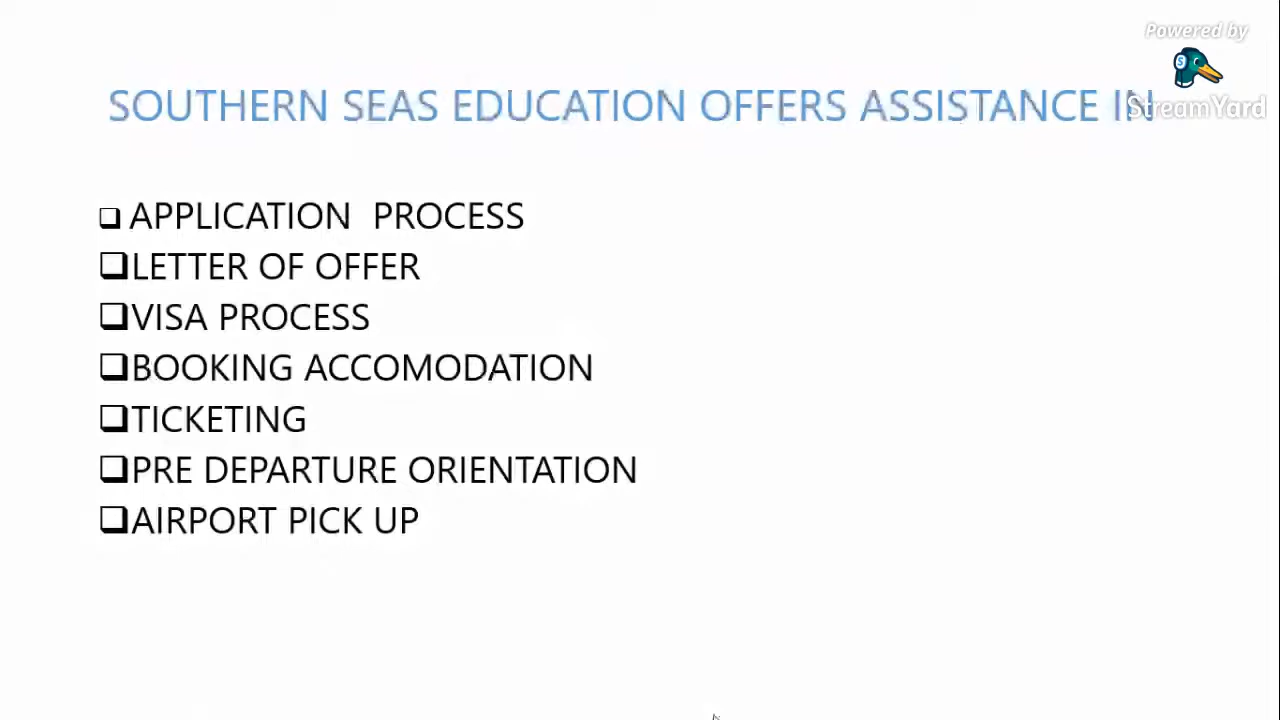 Powered by
StreamYard
SOUTHERN SEAS EDUCATION OFFERS ASSISTANCE IN
APPLICATION PROCESS
LETTER OF OFFER
VISA PROCESS
BOOKING ACCOMODATION
TICKETING
PRE DEPARTURE ORIENTATION
AIRPORT PICK UP